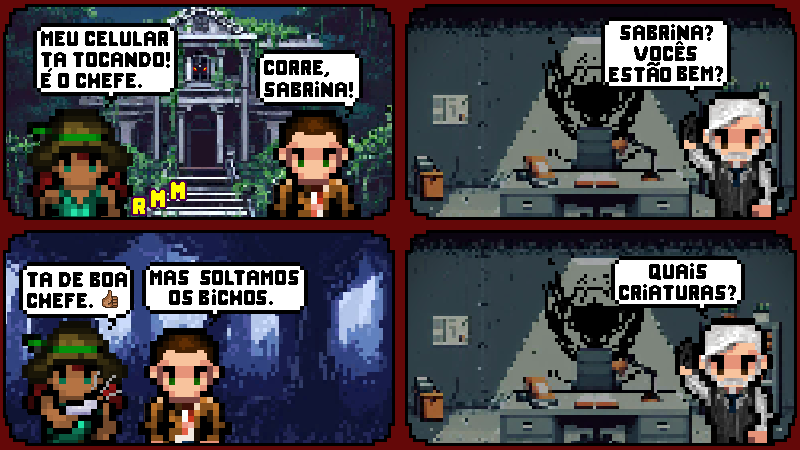 MEU CELULAR
TA TOCANDO!
É O CHEFE.
CORRE,
SABRINA!
RMM
SABRINA?
VOCÊS
ESTÃO BEM?
TA DE BOA
CHEFE. 👍🏽
MAS SOLTAMOS
OS BICHOS.
QUAIS
CRIATURAS?